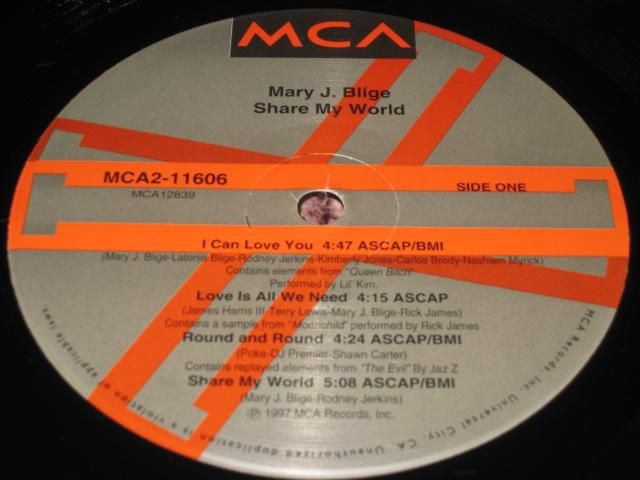 MCA
Mary J. Blige
Share My World
MCA2-11606
MCA12839
SIDE ONE
I Can Love You 4:47 ASCAP/BMI
(Mary J. Blige-Latonia Blige-Rodney Jerkins-Kimberly Jones-Carlos Brody-Nashiem Myrick)
Contains elements from "Queen Bitch"
Performed by Lil' Kim.
Love Is All We Need 4:15 ASCAP
(James Harris III-Terry Lewis-Mary J. Blige-Rick James)
Contains a sample from "Moonchild" performed by Rick James
Round and Round 4:24 ASCAP/BMI
(Poke-DJ Premier-Shawn Carter)
Contains replayed elements from "The Evil" By Jaz Z
Share My World 5:08 ASCAP/BMI
(Mary J. Blige-Rodney Jerkins)
℗ 1997 MCA Records, Inc.
MCA Records, Inc. Universal City, CA. Unauthorized duplication is a violation of applicable laws